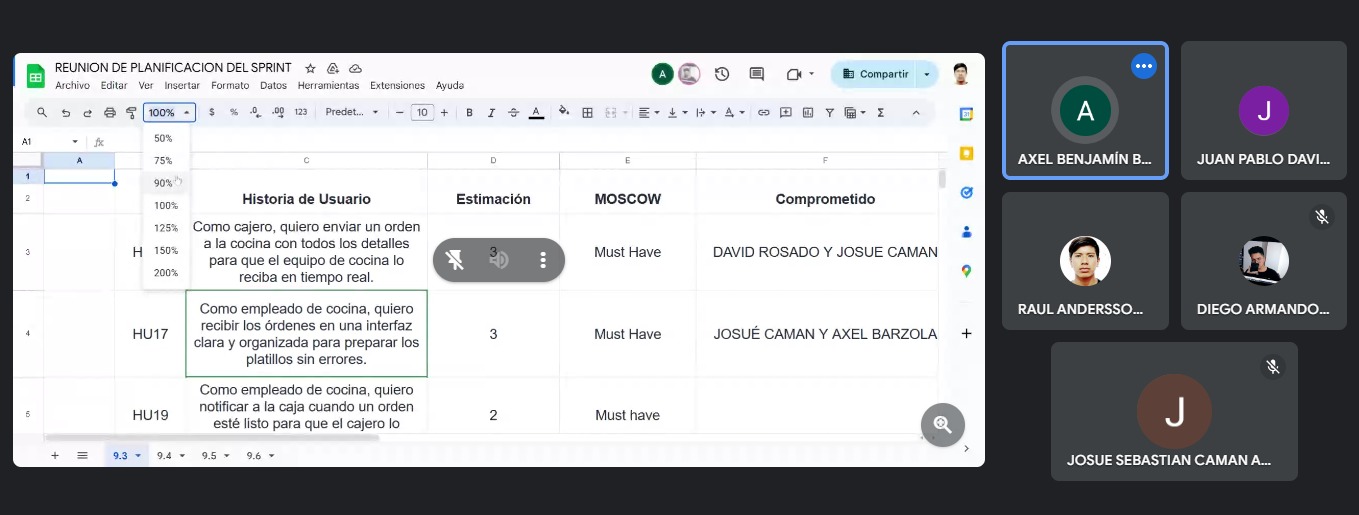 REUNION DE PLANIFICACION DEL SPRINT
Archivo Editar Ver Insertar Formato Datos Herramientas Extensiones Ayuda
A
Compartir
100% $ % .0 .00 123 Predet... − 10 + B I A Σ
A1 fx
50%
75%
90%
100%
125%
150%
200%
A C D E F
1
2 Historia de Usuario Estimación MOSCOW Comprometido
3 H 3 Must Have DAVID ROSADO Y JOSUE CAMAN
Como cajero, quiero enviar un orden
a la cocina con todos los detalles
para que el equipo de cocina lo
reciba en tiempo real.
4 HU17 3 Must Have JOSUÉ CAMAN Y AXEL BARZOLA
Como empleado de cocina, quiero
recibir los órdenes en una interfaz
clara y organizada para preparar los
platillos sin errores.
5 HU19 2 Must have
Como empleado de cocina, quiero
notificar a la caja cuando un orden
esté listo para que el cajero lo
+ 9.3 9.4 9.5 9.6
A
AXEL BENJAMÍN B...
J
JUAN PABLO DAVI...
RAUL ANDERSSO...
DIEGO ARMANDO...
J
JOSUE SEBASTIAN CAMAN A...